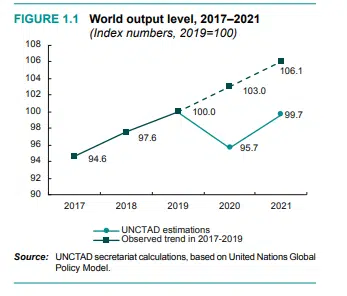 FIGURE 1.1 World output level, 2017–2021
(Index numbers, 2019=100)
108
106
104
102
100
98
96
94
92
90
94.6
97.6
100.0
103.0
106.1
95.7
99.7
2017 2018 2019 2020 2021
UNCTAD estimations
Observed trend in 2017-2019
Source: UNCTAD secretariat calculations, based on United Nations Global
Policy Model.